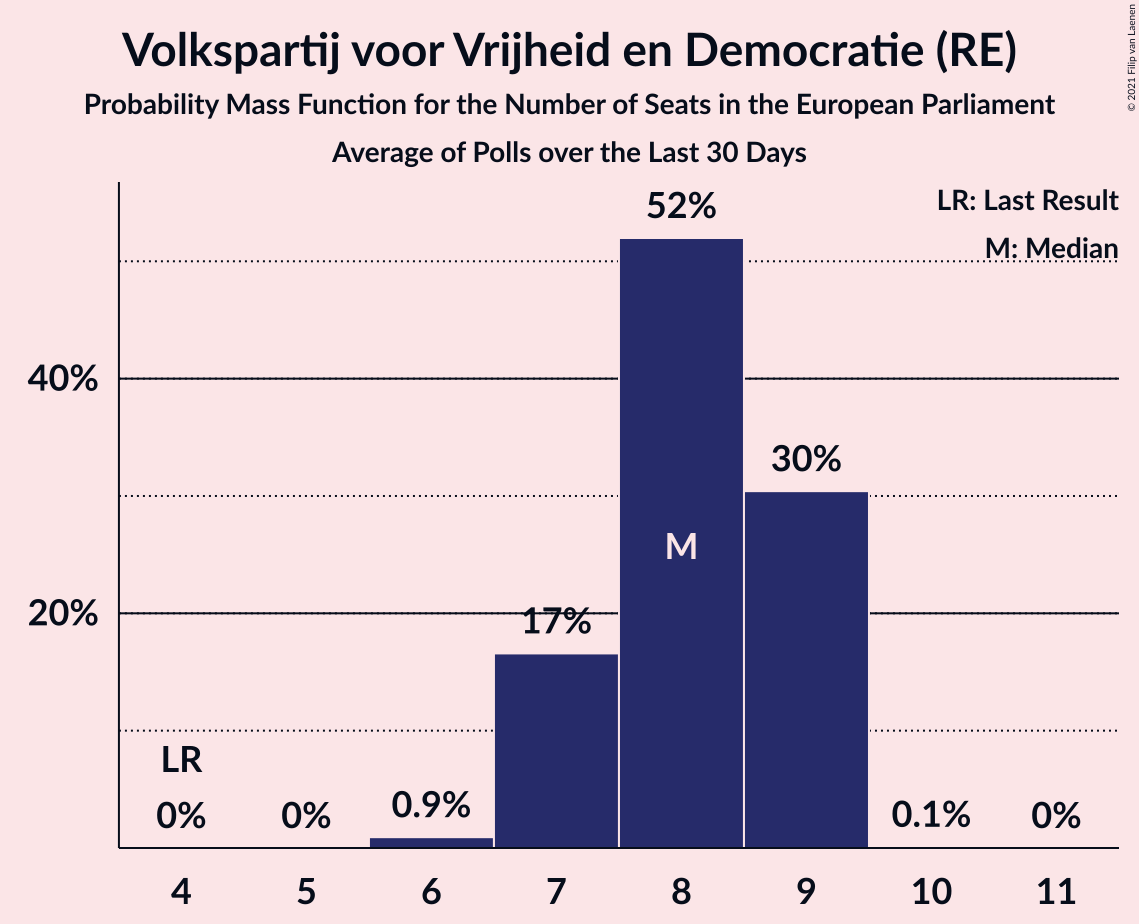 Volkspartij voor Vrijheid en Democratie (RE)
Probability Mass Function for the Number of Seats in the European Parliament
Average of Polls over the Last 30 Days
© 2021 Filip van Laenen
LR: Last Result
M: Median
52%
40%
30%
M
20%
17%
LR
0%
0%
0.9%
0.1%
0%
4 5 6 7 8 9 10 11